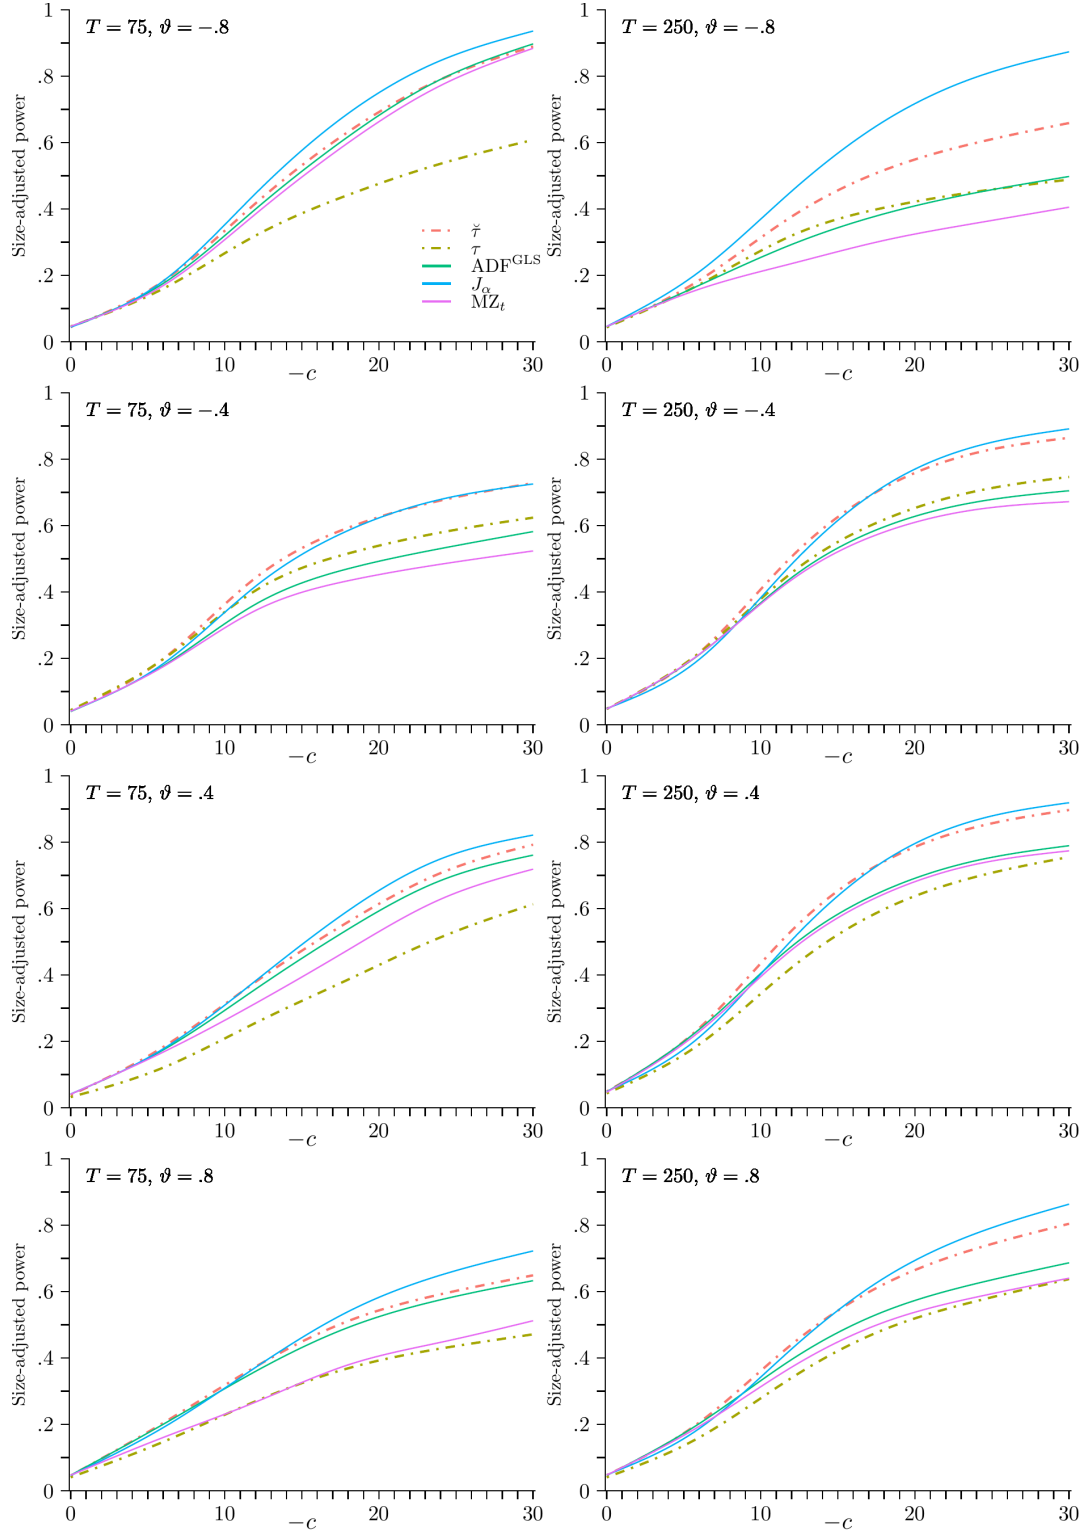 T = 75, ϑ = −.8
Size-adjusted power
1
.8
.6
.4
.2
0
0 10 20 30
−c
τ̆
τ
ADF^GLS
J_α
MZ_t
T = 250, ϑ = −.8
Size-adjusted power
1
.8
.6
.4
.2
0
0 10 20 30
−c
T = 75, ϑ = −.4
Size-adjusted power
1
.8
.6
.4
.2
0
0 10 20 30
−c
T = 250, ϑ = −.4
Size-adjusted power
1
.8
.6
.4
.2
0
0 10 20 30
−c
T = 75, ϑ = .4
Size-adjusted power
1
.8
.6
.4
.2
0
0 10 20 30
−c
T = 250, ϑ = .4
Size-adjusted power
1
.8
.6
.4
.2
0
0 10 20 30
−c
T = 75, ϑ = .8
Size-adjusted power
1
.8
.6
.4
.2
0
0 10 20 30
−c
T = 250, ϑ = .8
Size-adjusted power
1
.8
.6
.4
.2
0
0 10 20 30
−c